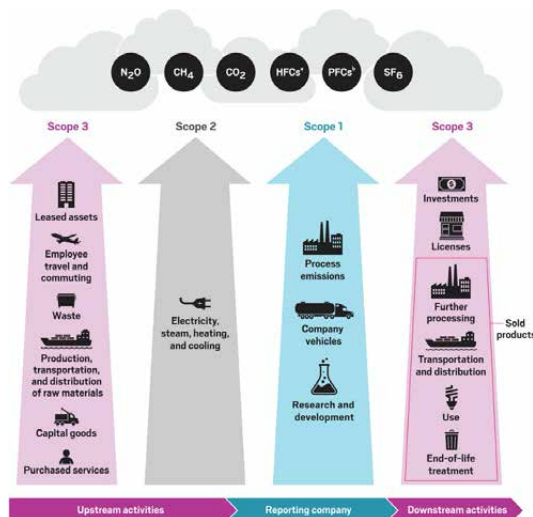 N2O CH4 CO2 HFCsª PFCsᵇ SF6
Scope 3
Leased assets
Employee
travel and
commuting
Waste
Production,
transportation,
and distribution
of raw materials
Capital goods
Purchased services
Scope 2
Electricity,
steam, heating,
and cooling
Scope 1
Process
emissions
Company
vehicles
Research and
development
Scope 3
Investments
Licenses
Further
processing
Transportation
and distribution
Use
End-of-life
treatment
Sold
products
Upstream activities
Reporting company
Downstream activities